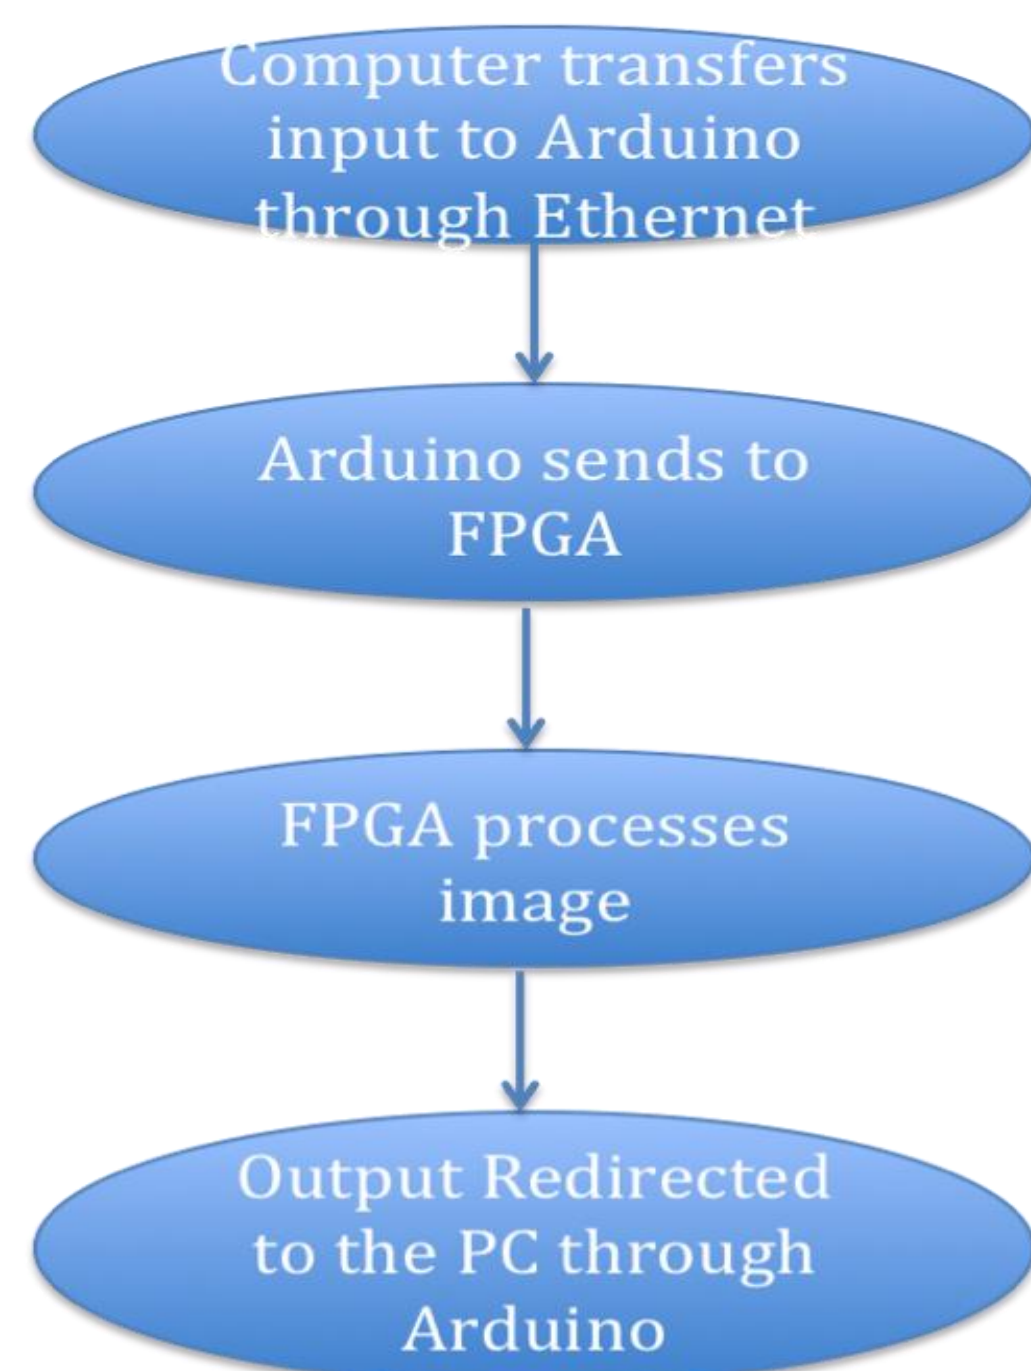 Computer transfers
input to Arduino
through Ethernet
Arduino sends to
FPGA
FPGA processes
image
Output Redirected
to the PC through
Arduino